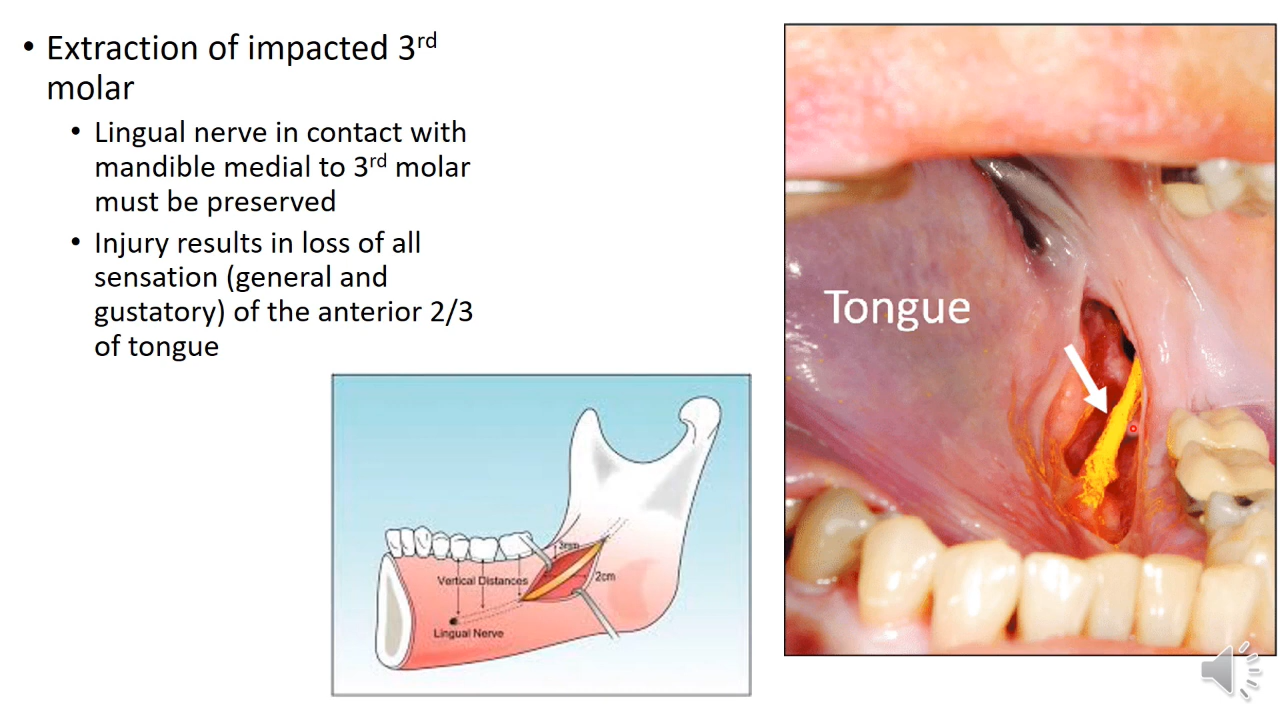 • Extraction of impacted 3rd
molar
• Lingual nerve in contact with
mandible medial to 3rd molar
must be preserved
• Injury results in loss of all
sensation (general and
gustatory) of the anterior 2/3
of tongue
Tongue
3mm
2cm
Vertical Distances
Lingual Nerve